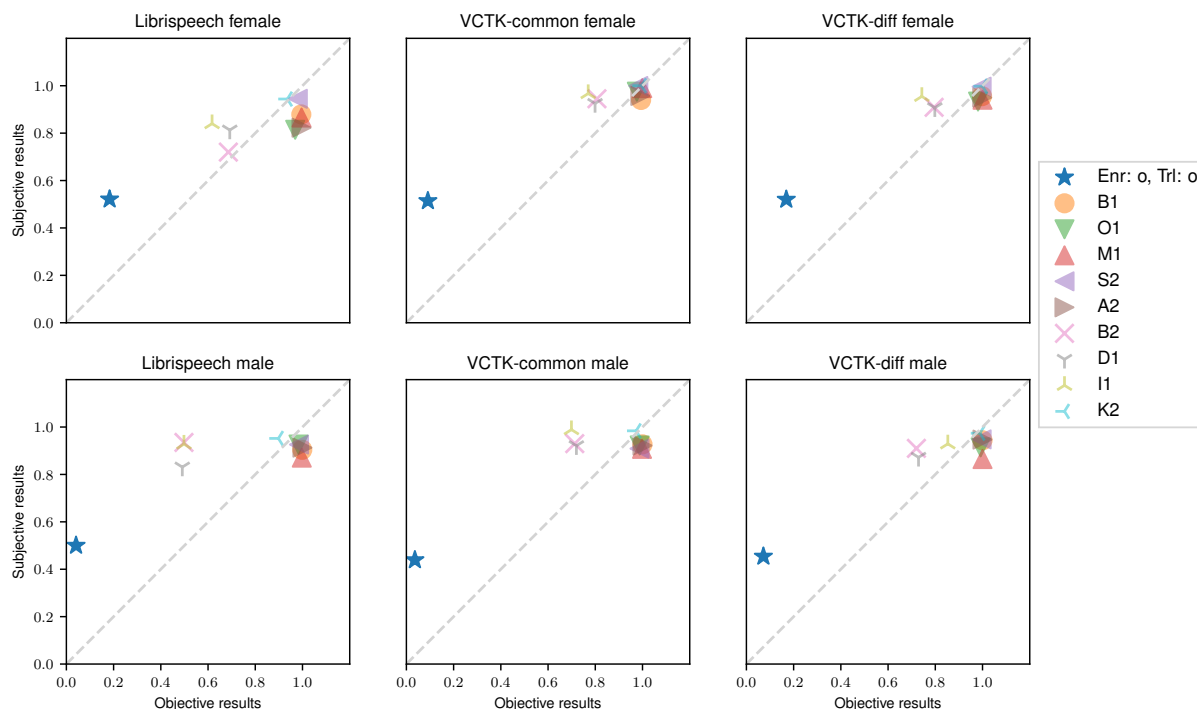 Librispeech female
VCTK-common female
VCTK-diff female
Subjective results
1.0
0.8
0.6
0.4
0.2
0.0
Enr: o, Trl: o
B1
O1
M1
S2
A2
B2
D1
I1
K2
Librispeech male
VCTK-common male
VCTK-diff male
Subjective results
1.0
0.8
0.6
0.4
0.2
0.0
0.0 0.2 0.4 0.6 0.8 1.0
0.0 0.2 0.4 0.6 0.8 1.0
0.0 0.2 0.4 0.6 0.8 1.0
Objective results
Objective results
Objective results